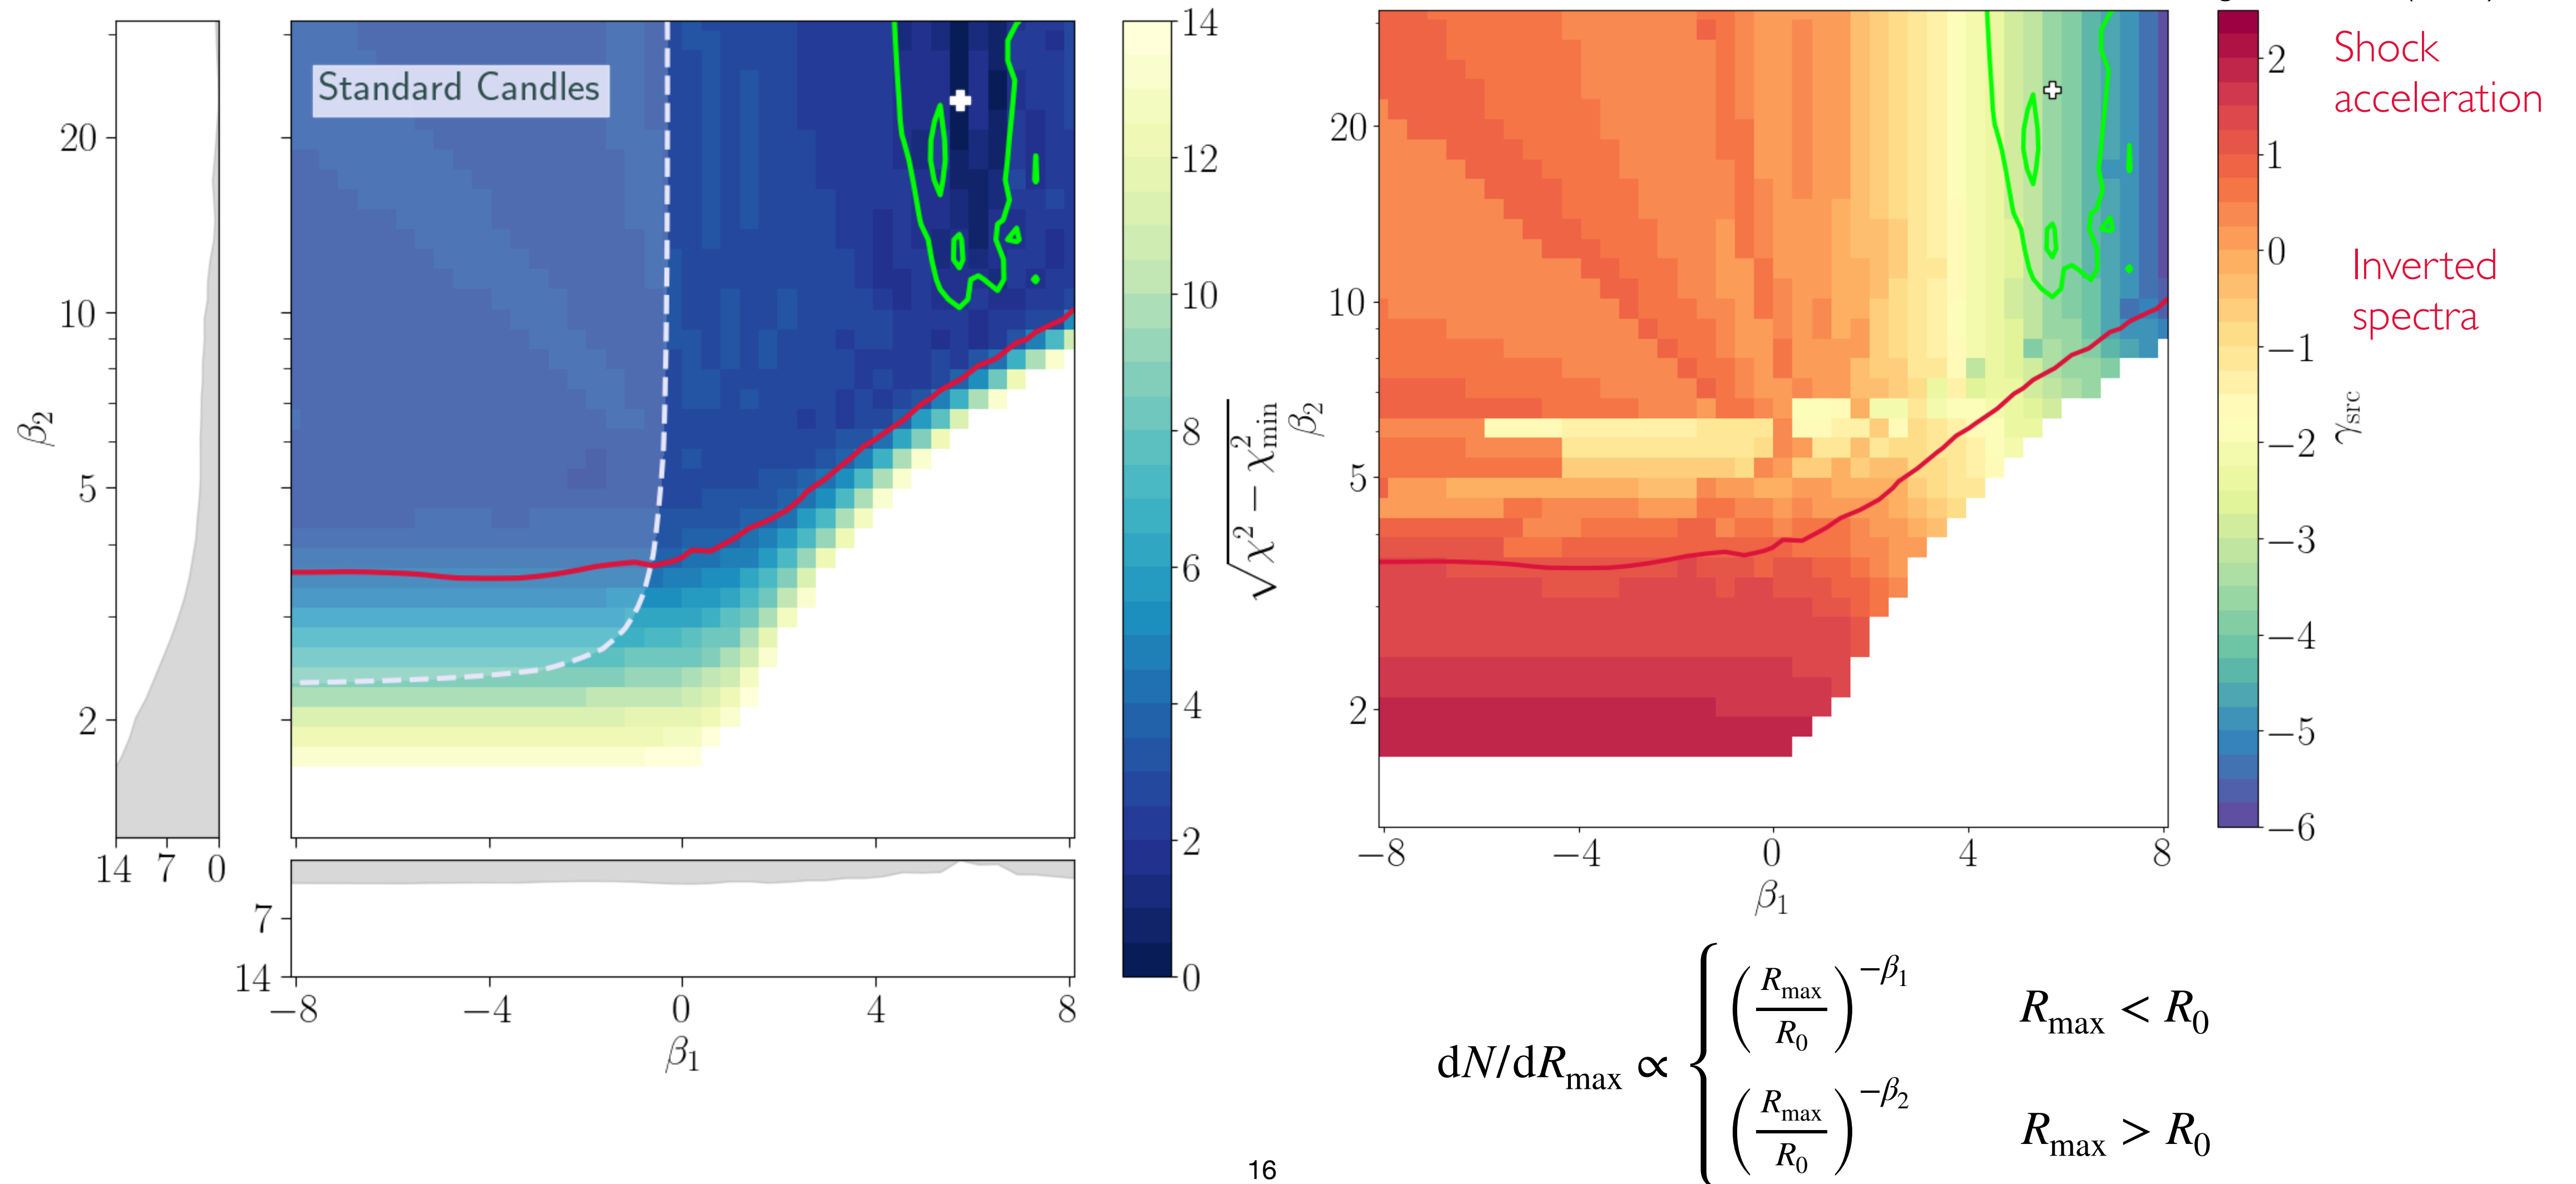 Standard Candles
20
10
5
2
β₂
14 7 0
7
14
−8 −4 0 4 8
β₁
14
12
10
8
6
4
2
0
√χ² − χ²min
20
10
5
2
β₂
−8 −4 0 4 8
β₁
2
1
0
−1
−2
−3
−4
−5
−6
γsrc
Shock
acceleration
Inverted
spectra
dN/dRmax ∝ { (Rmax/R₀)^−β₁ Rmax < R₀
(Rmax/R₀)^−β₂ Rmax > R₀
16